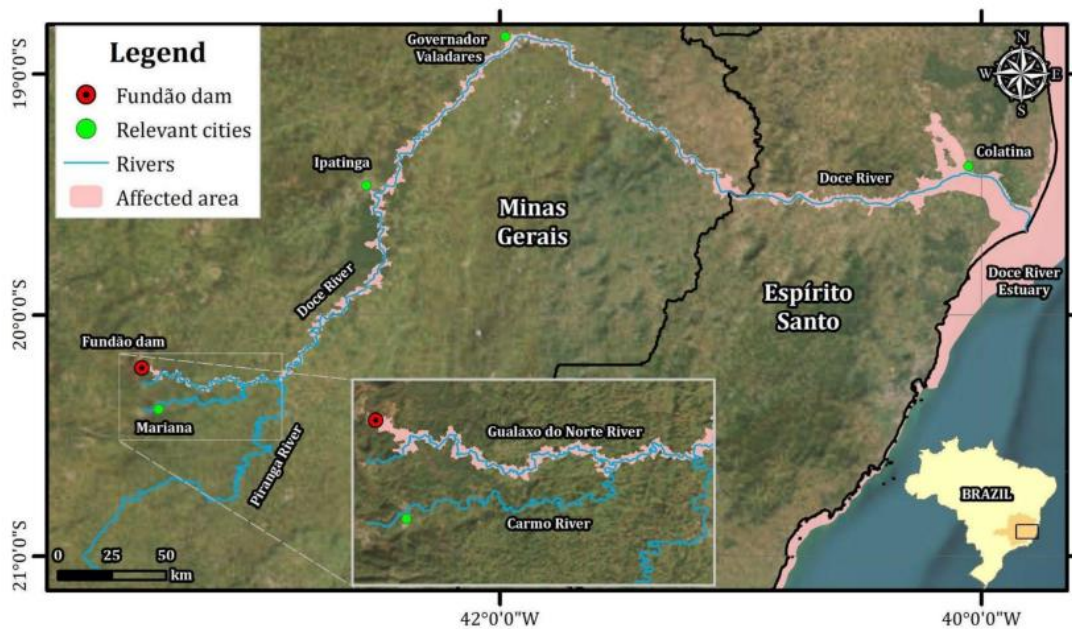 Legend
Fundão dam
Relevant cities
Rivers
Affected area
Governador
Valadares
Ipatinga
Minas
Gerais
Doce River
Doce River
Colatina
Doce River
Estuary
Espírito
Santo
Fundão dam
Mariana
Piranga River
Gualaxo do Norte River
Carmo River
BRAZIL
N
W
E
S
0 25 50
km
19°0'0"S
20°0'0"S
21°0'0"S
42°0'0"W
40°0'0"W